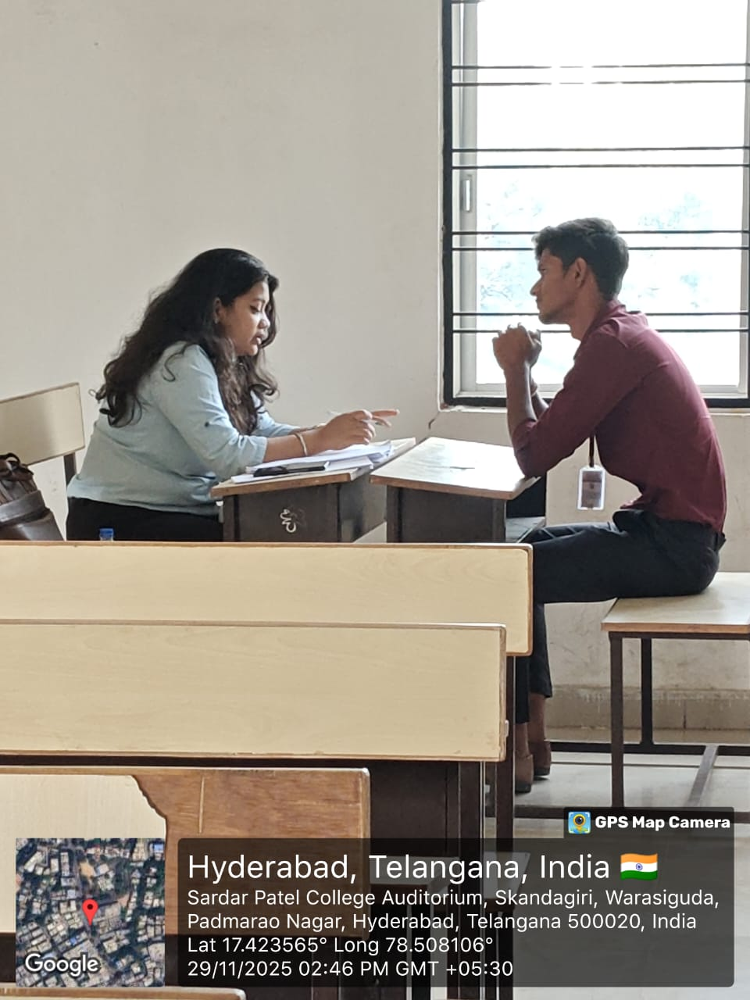 GPS Map Camera
Hyderabad, Telangana, India
Sardar Patel College Auditorium, Skandagiri, Warasiguda,
Padmarao Nagar, Hyderabad, Telangana 500020, India
Lat 17.423565° Long 78.508106°
29/11/2025 02:46 PM GMT +05:30
Google